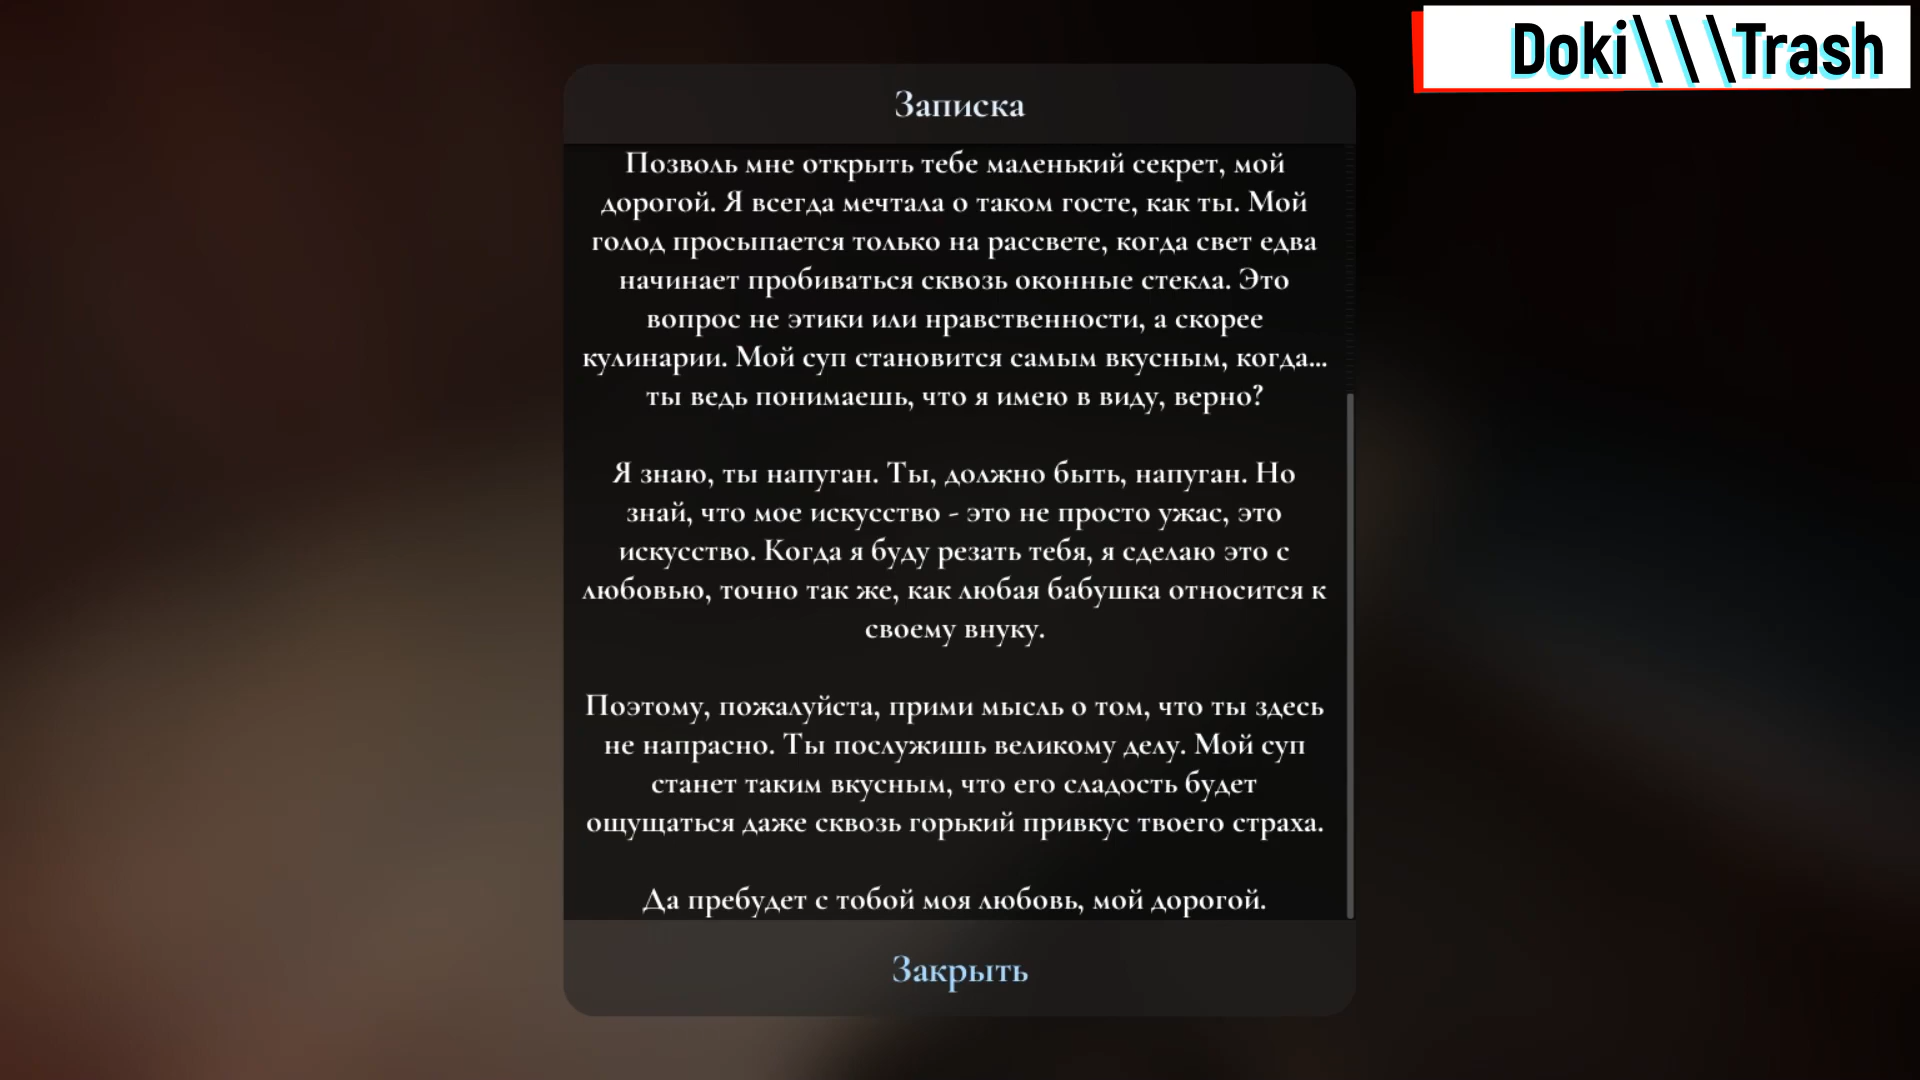 Doki\\\Trash
Записка
Позволь мне открыть тебе маленький секрет, мой
дорогой. Я всегда мечтала о таком госте, как ты. Мой
голод просыпается только на рассвете, когда свет едва
начинает пробиваться сквозь оконные стекла. Это
вопрос не этики или нравственности, а скорее
кулинарии. Мой суп становится самым вкусным, когда...
ты ведь понимаешь, что я имею в виду, верно?
Я знаю, ты напуган. Ты, должно быть, напуган. Но
знай, что мое искусство - это не просто ужас, это
искусство. Когда я буду резать тебя, я сделаю это с
любовью, точно так же, как любая бабушка относится к
своему внуку.
Поэтому, пожалуйста, прими мысль о том, что ты здесь
не напрасно. Ты послужишь великому делу. Мой суп
станет таким вкусным, что его сладость будет
ощущаться даже сквозь горький привкус твоего страха.
Да пребудет с тобой моя любовь, мой дорогой.
Закрыть